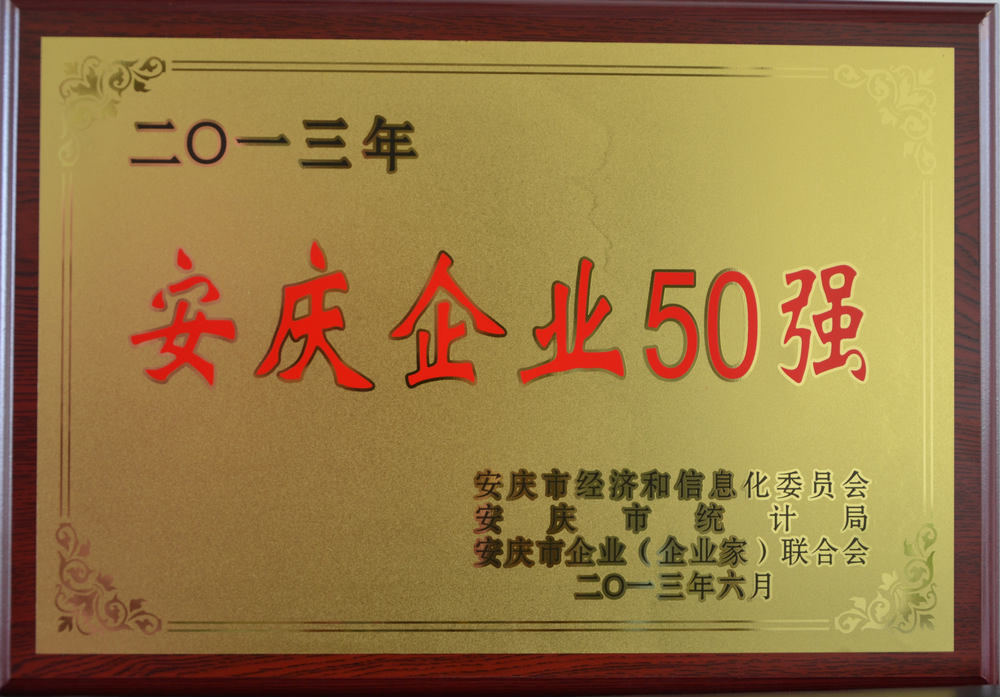 二〇一三年
安庆企业50强
安庆市经济和信息化委员会
安庆市统计局
安庆市企业（企业家）联合会
二〇一三年六月